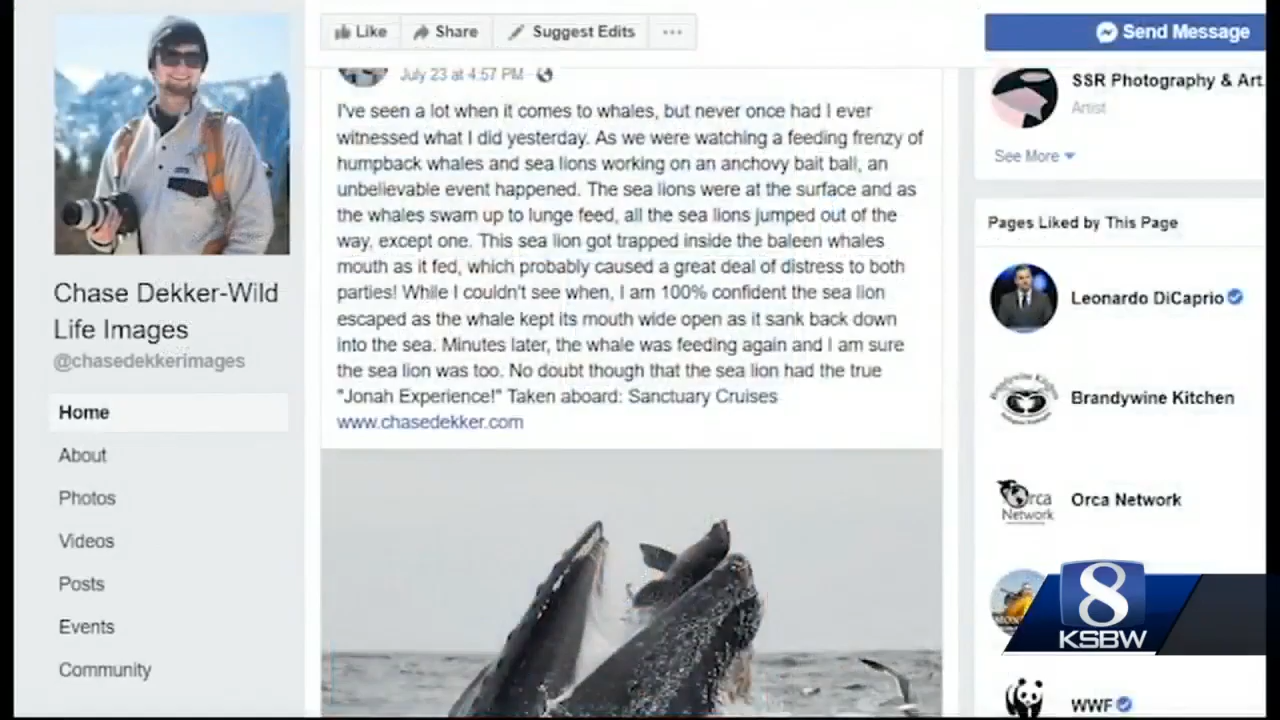 Like
Share
Suggest Edits
Send Message
July 23 at 4:57 PM
I've seen a lot when it comes to whales, but never once had I ever
witnessed what I did yesterday. As we were watching a feeding frenzy of
humpback whales and sea lions working on an anchovy bait ball, an
unbelievable event happened. The sea lions were at the surface and as
the whales swam up to lunge feed, all the sea lions jumped out of the
way, except one. This sea lion got trapped inside the baleen whales
mouth as it fed, which probably caused a great deal of distress to both
parties! While I couldn't see when, I am 100% confident the sea lion
escaped as the whale kept its mouth wide open as it sank back down
into the sea. Minutes later, the whale was feeding again and I am sure
the sea lion was too. No doubt though that the sea lion had the true
"Jonah Experience!" Taken aboard: Sanctuary Cruises
www.chasedekker.com
Chase Dekker-Wild
Life Images
@chasedekkerimages
Home
About
Photos
Videos
Posts
Events
Community
SSR Photography & Art
Artist
See More
Pages Liked by This Page
Leonardo DiCaprio
Brandywine Kitchen
Orca
Network
Orca Network
8
KSBW
WWF